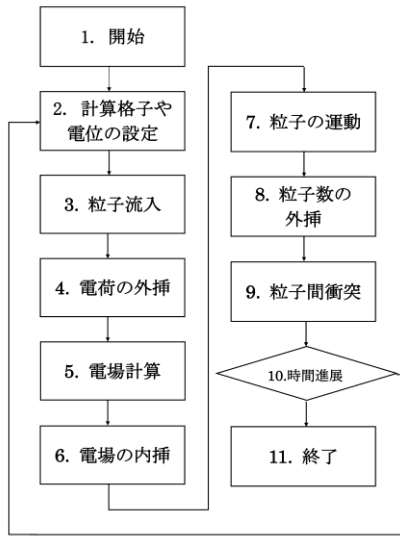 1. 開始
2. 計算格子や
電位の設定
3. 粒子流入
4. 電荷の外挿
5. 電場計算
6. 電場の内挿
7. 粒子の運動
8. 粒子数の
外挿
9. 粒子間衝突
10.時間進展
11. 終了